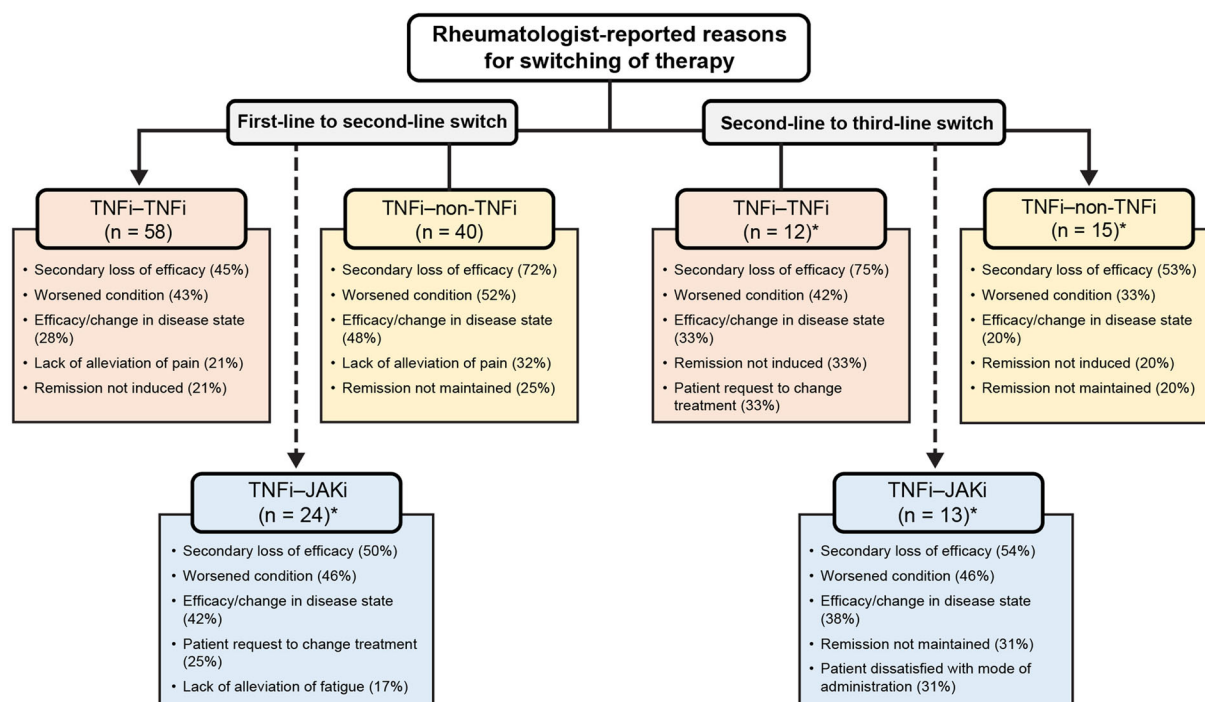 Rheumatologist-reported reasons
for switching of therapy
First-line to second-line switch
TNFi–TNFi
(n = 58)
• Secondary loss of efficacy (45%)
• Worsened condition (43%)
• Efficacy/change in disease state
(28%)
• Lack of alleviation of pain (21%)
• Remission not induced (21%)
TNFi–non-TNFi
(n = 40)
• Secondary loss of efficacy (72%)
• Worsened condition (52%)
• Efficacy/change in disease state
(48%)
• Lack of alleviation of pain (32%)
• Remission not maintained (25%)
TNFi–JAKi
(n = 24)*
• Secondary loss of efficacy (50%)
• Worsened condition (46%)
• Efficacy/change in disease state
(42%)
• Patient request to change treatment
(25%)
• Lack of alleviation of fatigue (17%)
Second-line to third-line switch
TNFi–TNFi
(n = 12)*
• Secondary loss of efficacy (75%)
• Worsened condition (42%)
• Efficacy/change in disease state
(33%)
• Remission not induced (33%)
• Patient request to change
treatment (33%)
TNFi–non-TNFi
(n = 15)*
• Secondary loss of efficacy (53%)
• Worsened condition (33%)
• Efficacy/change in disease state
(20%)
• Remission not induced (20%)
• Remission not maintained (20%)
TNFi–JAKi
(n = 13)*
• Secondary loss of efficacy (54%)
• Worsened condition (46%)
• Efficacy/change in disease state
(38%)
• Remission not maintained (31%)
• Patient dissatisfied with mode of
administration (31%)